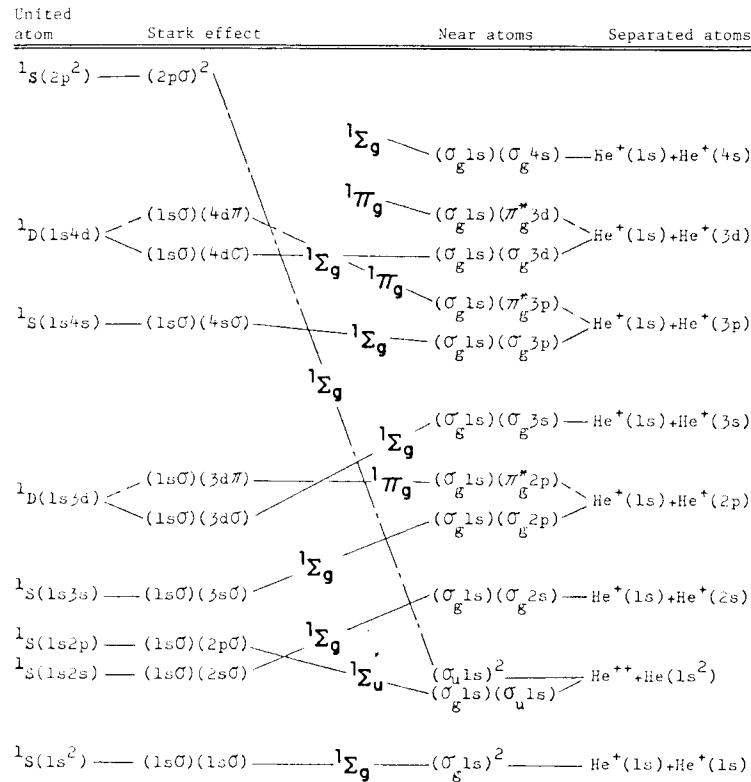 United
atom Stark effect Near atoms Separated atoms
¹S(2p²) (2pσ)²
¹Σg (σg1s)(σg4s) He⁺(1s)+He⁺(4s)
¹Πg (σg1s)(π*g3d)
(1sσ)(4dπ)
¹D(1s4d) He⁺(1s)+He⁺(3d)
(1sσ)(4dσ) ¹Σg (σg1s)(σg3d)
¹Πg (σg1s)(π*g3p)
¹S(1s4s) (1sσ)(4sσ) He⁺(1s)+He⁺(3p)
¹Σg (σg1s)(σg3p)
¹Σg
¹Σg (σg1s)(σg3s) He⁺(1s)+He⁺(3s)
(1sσ)(3dπ) ¹Πg (σg1s)(π*g2p)
¹D(1s3d) He⁺(1s)+He⁺(2p)
(1sσ)(3dσ) (σg1s)(σg2p)
¹Σg
¹S(1s3s) (1sσ)(3sσ) (σg1s)(σg2s) He⁺(1s)+He⁺(2s)
¹S(1s2p) (1sσ)(2pσ) ¹Σg
¹S(1s2s) (1sσ)(2sσ) ¹Σu (σu1s)² He⁺⁺+He(1s²)
(σg1s)(σu1s)
¹S(1s²) (1sσ)(1sσ) ¹Σg (σg1s)² He⁺(1s)+He⁺(1s)